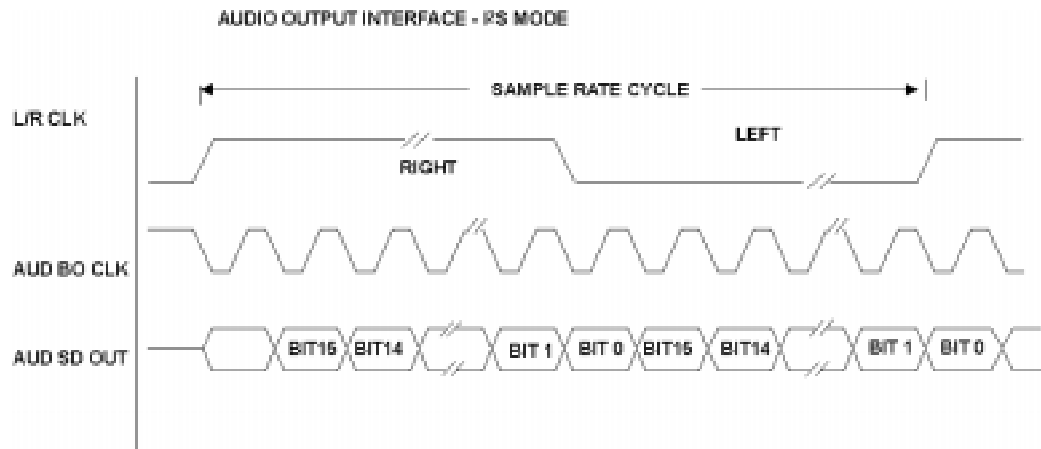 AUDIO OUTPUT INTERFACE - I²S MODE
SAMPLE RATE CYCLE
L/R CLK
LEFT
RIGHT
AUD BO CLK
AUD SD OUT
BIT15 BIT14 BIT 1 BIT 0 BIT15 BIT14 BIT 1 BIT 0